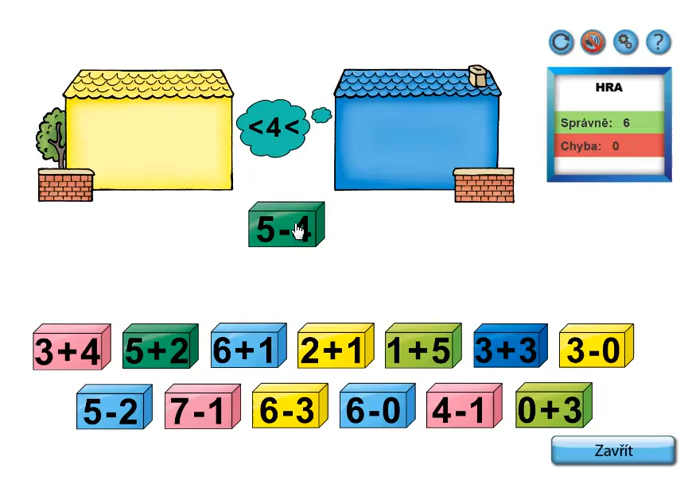 HRA
<4<
Správně: 6
Chyba: 0
5-4
3+4 5+2 6+1 2+1 1+5 3+3 3-0
5-2 7-1 6-3 6-0 4-1 0+3
Zavřít